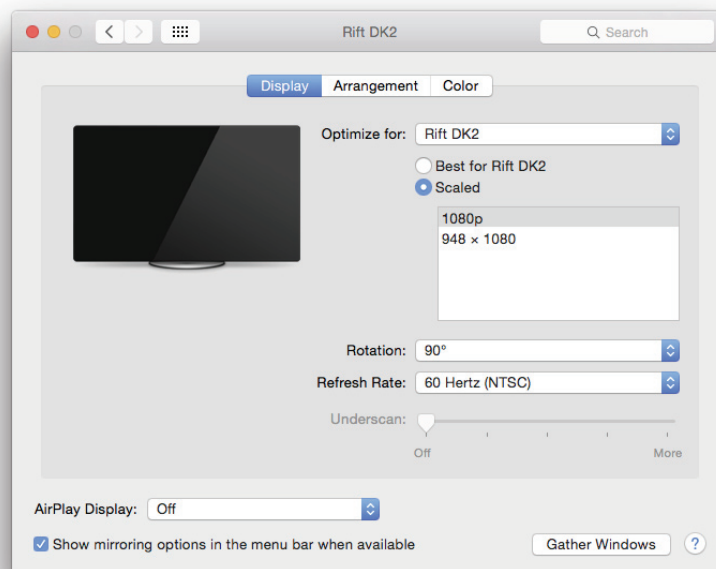 Rift DK2
Search
Display Arrangement Color
Optimize for: Rift DK2
Best for Rift DK2
Scaled
1080p
948 × 1080
Rotation: 90°
Refresh Rate: 60 Hertz (NTSC)
Underscan:
Off More
AirPlay Display: Off
Show mirroring options in the menu bar when available
Gather Windows ?